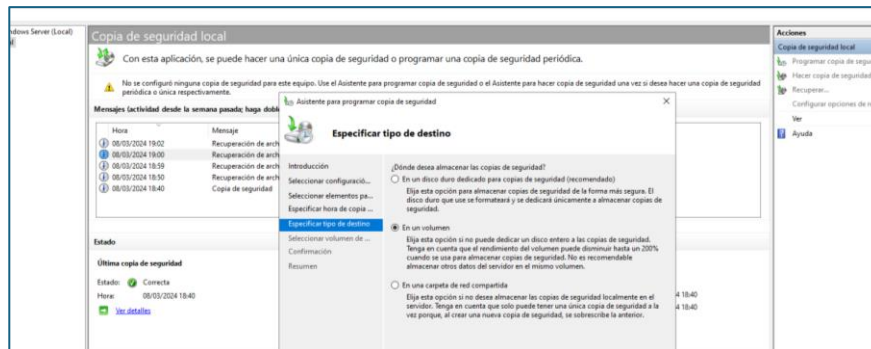 ndows Server (Local)
Copia de seguridad local
Con esta aplicación, se puede hacer una única copia de seguridad o programar una copia de seguridad periódica.
No se configuró ninguna copia de seguridad para este equipo. Use el Asistente para programar copia de seguridad o el Asistente para hacer copia de seguridad una vez si desea hacer una copia de seguridad
periódica o única respectivamente.
Mensajes (actividad desde la semana pasada; haga dobl
Hora Mensaje
08/03/2024 19:02 Recuperación de arch
08/03/2024 19:00 Recuperación de arch
08/03/2024 18:59 Recuperación de arch
08/03/2024 18:50 Recuperación de arch
08/03/2024 18:40 Copia de seguridad
Estado
Última copia de seguridad
Estado: Correcta
Hora: 08/03/2024 18:40
Ver detalles
Asistente para programar copia de seguridad
Especificar tipo de destino
Introducción
Seleccionar configuració...
Seleccionar elementos pa...
Especificar hora de copia ...
Especificar tipo de destino
Seleccionar volumen de ...
Confirmación
Resumen
¿Dónde desea almacenar las copias de seguridad?
En un disco duro dedicado para copias de seguridad (recomendado)
Elija esta opción para almacenar copias de seguridad de la forma más segura. El
disco duro que use se formateará y se dedicará únicamente a almacenar copias de
seguridad.
En un volumen
Elija esta opción si no puede dedicar un disco entero a las copias de seguridad.
Tenga en cuenta que el rendimiento del volumen puede disminuir hasta un 200%
cuando se usa para almacenar copias de seguridad. No es recomendable
almacenar otros datos del servidor en el mismo volumen.
En una carpeta de red compartida
Elija esta opción si no desea almacenar las copias de seguridad localmente en el
servidor. Tenga en cuenta que solo puede tener una única copia de seguridad a la
vez porque, al crear una nueva copia de seguridad, se sobrescribe la anterior.
4 18:40
4 18:40
Acciones
Copia de seguridad local
Programar copia de segu
Hacer copia de seguridad
Recuperar...
Configurar opciones de r
Ver
Ayuda